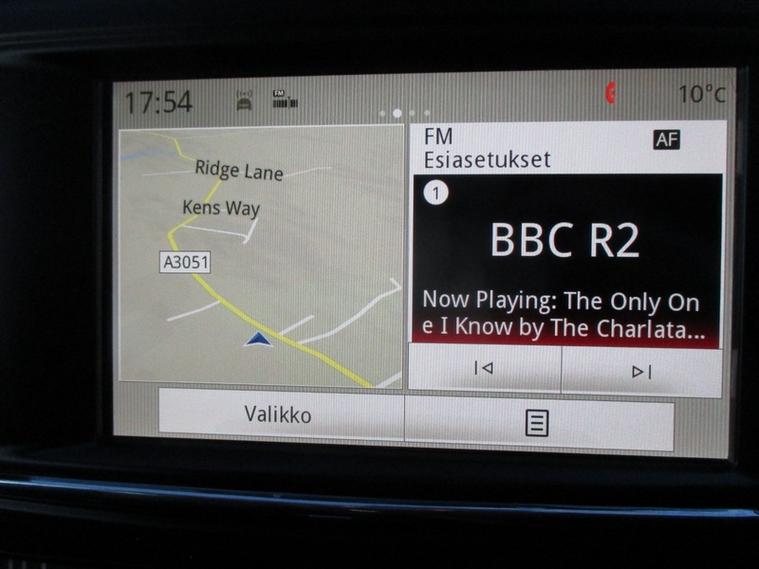 17:54
FM
10°c
Ridge Lane
Kens Way
A3051
FM
Esiasetukset
AF
1
BBC R2
Now Playing: The Only On
e I Know by The Charlata...
Valikko